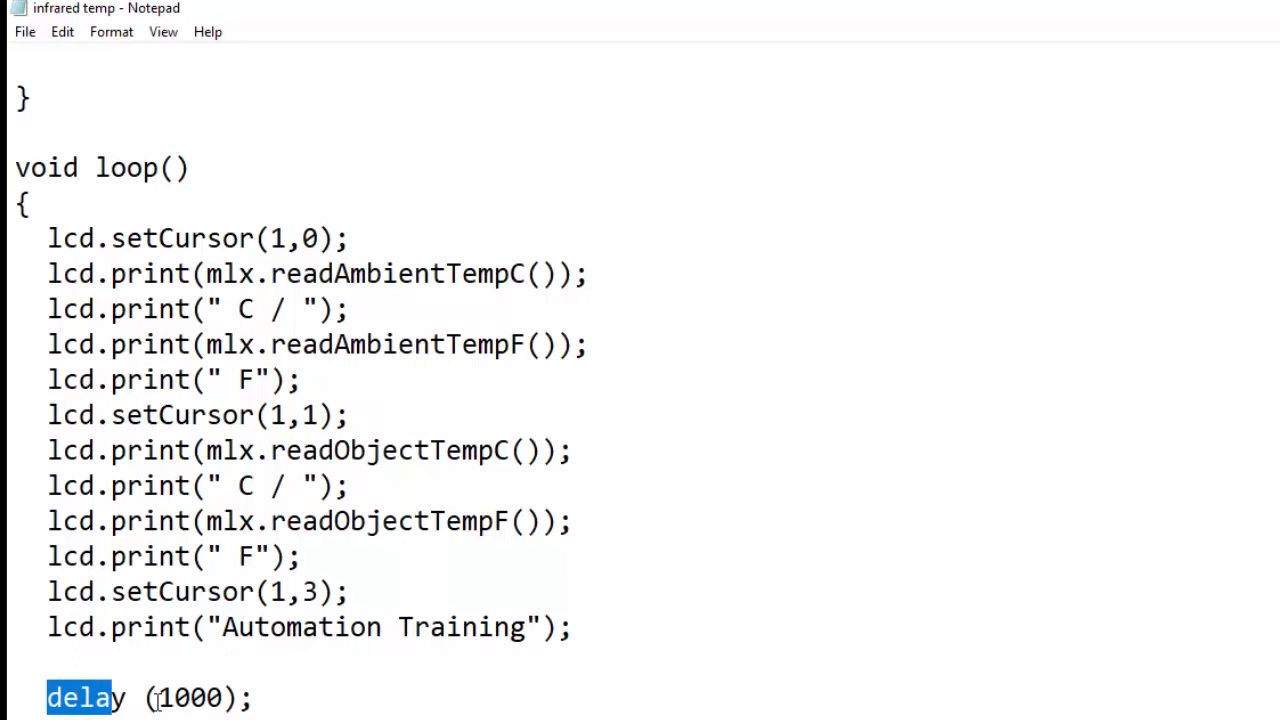 infrared temp - Notepad
File Edit Format View Help
}
void loop()
{
lcd.setCursor(1,0);
lcd.print(mlx.readAmbientTempC());
lcd.print(" C / ");
lcd.print(mlx.readAmbientTempF());
lcd.print(" F");
lcd.setCursor(1,1);
lcd.print(mlx.readObjectTempC());
lcd.print(" C / ");
lcd.print(mlx.readObjectTempF());
lcd.print(" F");
lcd.setCursor(1,3);
lcd.print("Automation Training");
delay (1000);